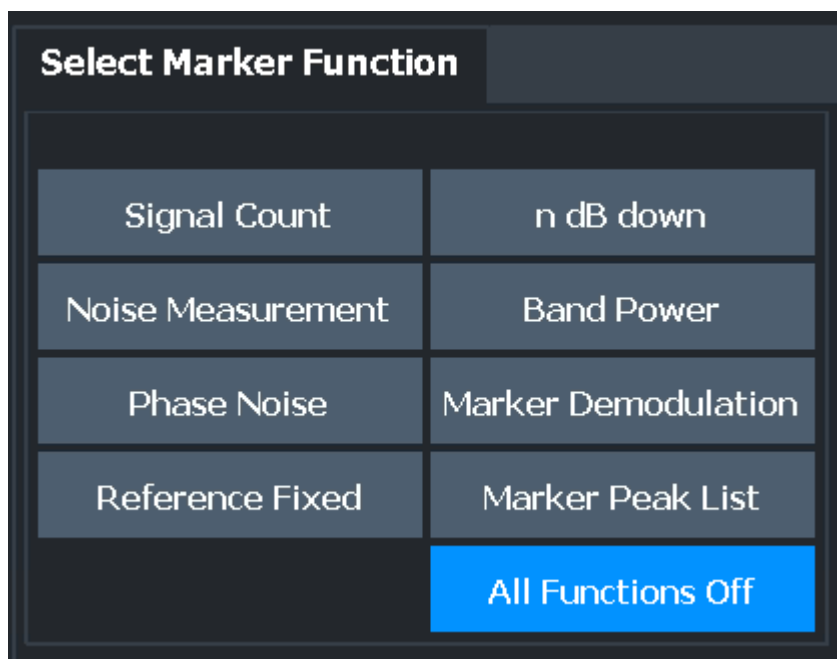 Select Marker Function
Signal Count
n dB down
Noise Measurement
Band Power
Phase Noise
Marker Demodulation
Reference Fixed
Marker Peak List
All Functions Off